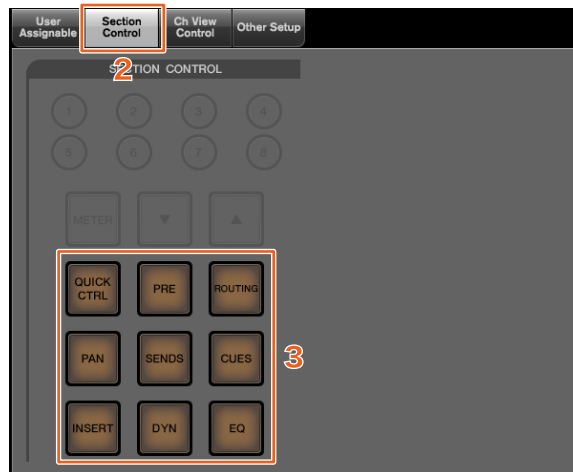 User
Assignable
Section
Control
Ch View
Control
Other Setup
2
SECTION CONTROL
1 2 3 4
5 6 7 8
METER ▼ ▲
QUICK
CTRL
PRE
ROUTING
PAN SENDS CUES
3
INSERT DYN EQ